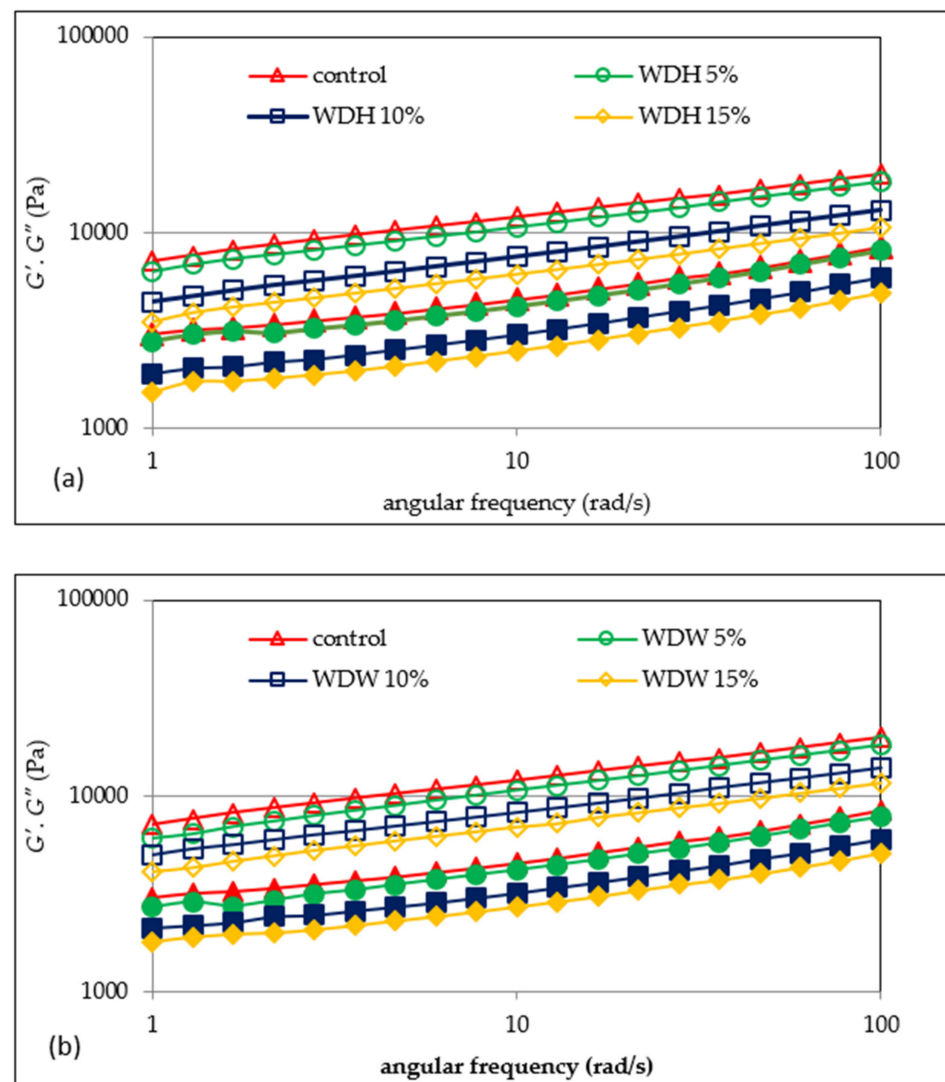 100000
control
WDH 5%
WDH 10%
WDH 15%
10000
G′. G″ (Pa)
1000
1
10
100
(a)
angular frequency (rad/s)
100000
control
WDW 5%
WDW 10%
WDW 15%
10000
G′. G″ (Pa)
1000
1
10
100
(b)
angular frequency (rad/s)